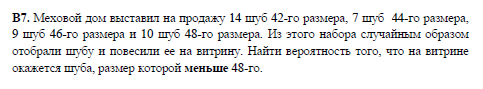 В7. Меховой дом выставил на продажу 14 шуб 42-го размера, 7 шуб 44-го размера,
9 шуб 46-го размера и 10 шуб 48-го размера. Из этого набора случайным образом
отобрали шубу и повесили ее на витрину. Найти вероятность того, что на витрине
окажется шуба, размер которой меньше 48-го.